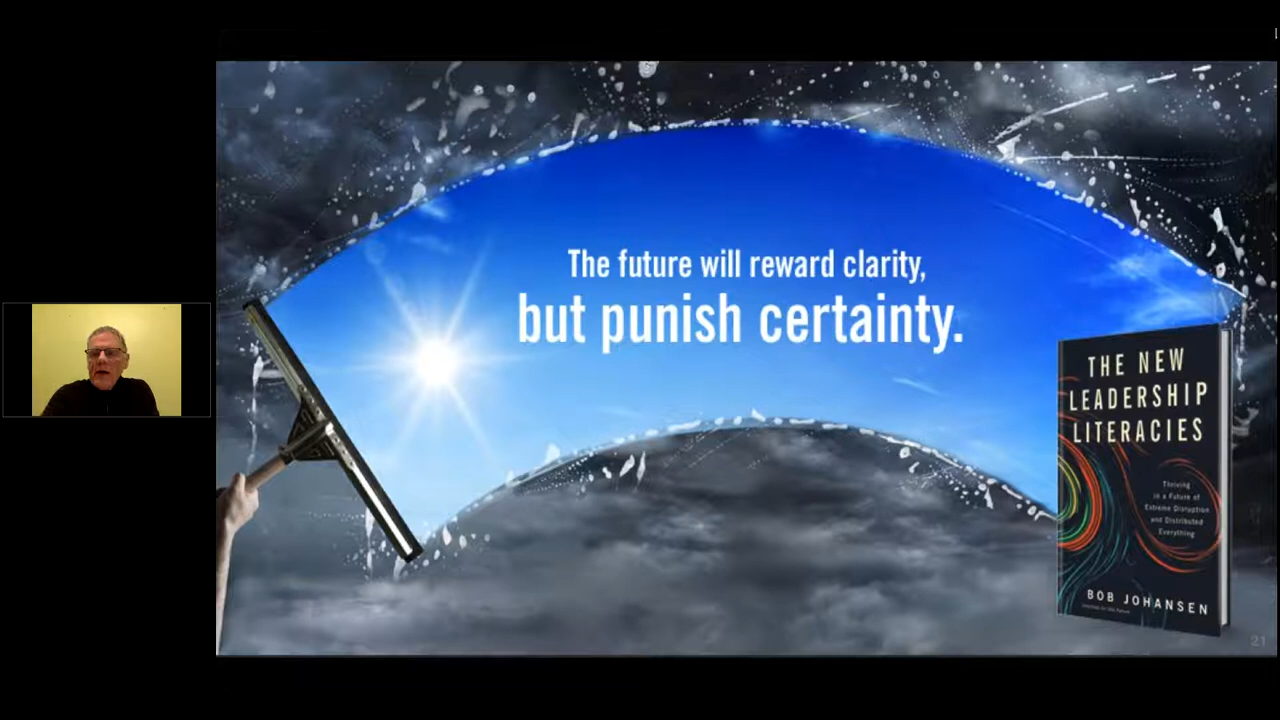 The future will reward clarity,
but punish certainty.
THE NEW
LEADERSHIP
LITERACIES
Thriving
in a Future of
Extreme Disruption
and Distributed
Everything
BOB JOHANSEN
21